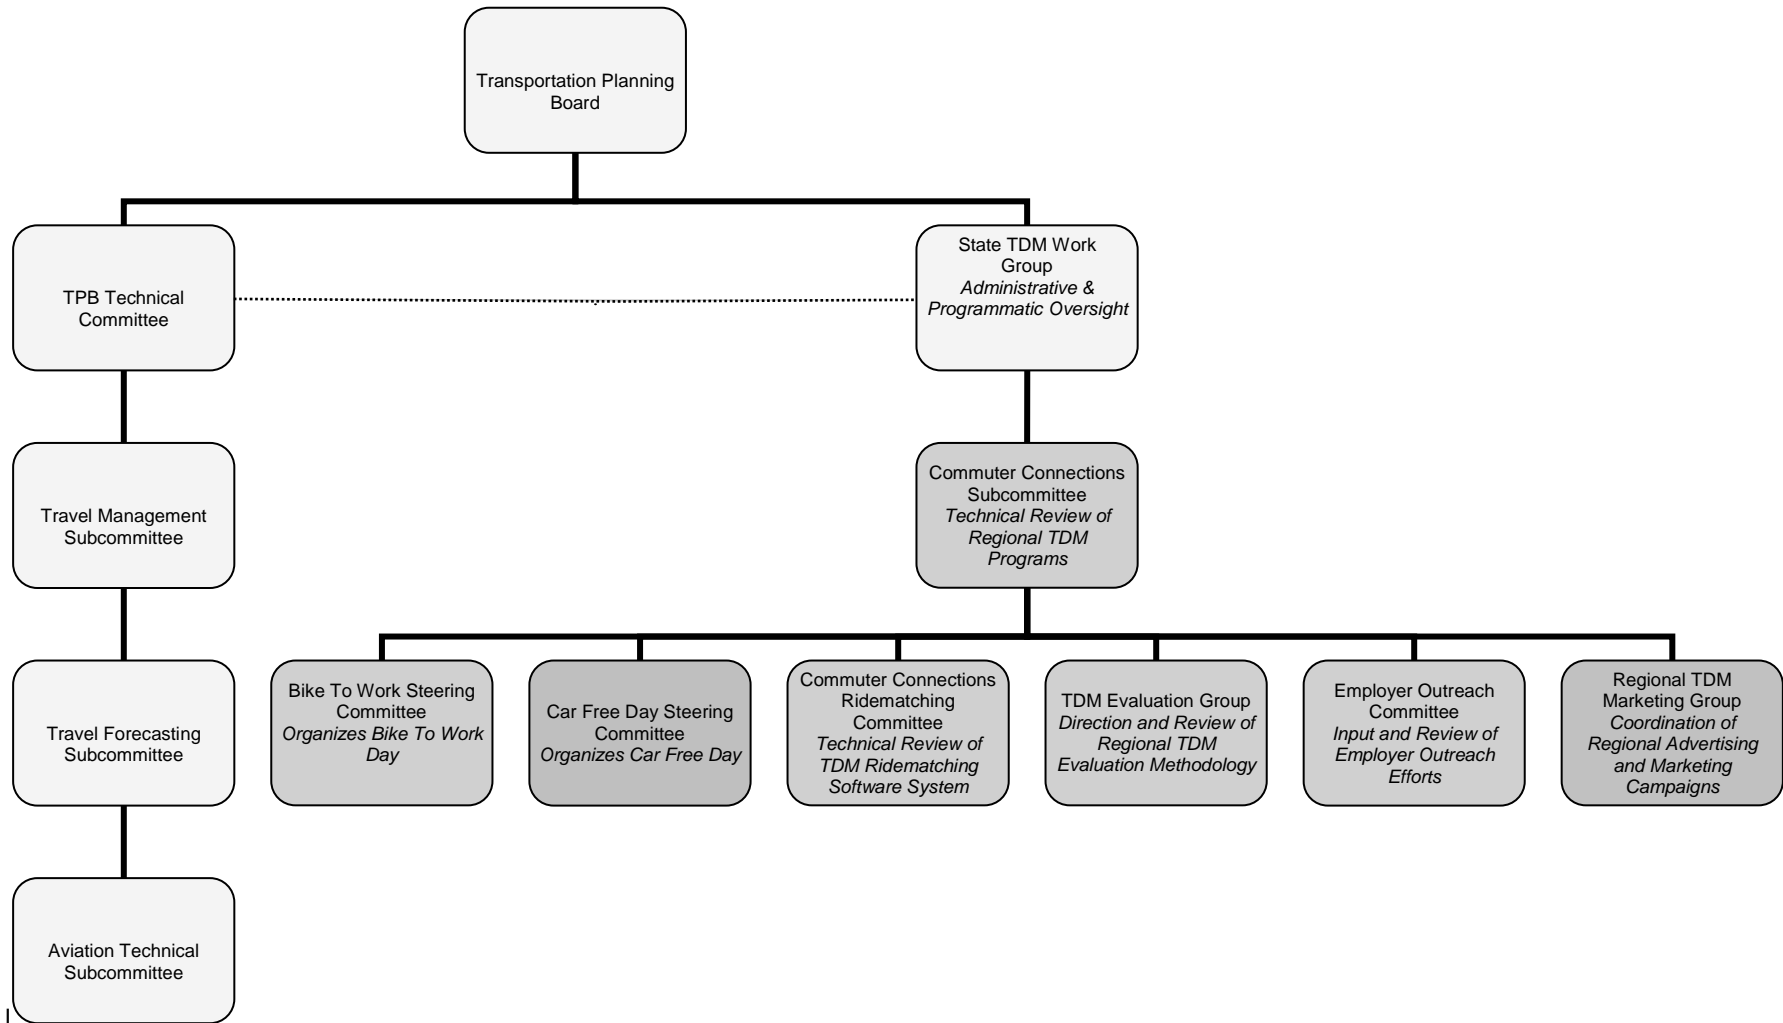 Transportation Planning
Board
TPB Technical
Committee
State TDM Work
Group
Administrative &
Programmatic Oversight
Travel Management
Subcommittee
Commuter Connections
Subcommittee
Technical Review of
Regional TDM
Programs
Travel Forecasting
Subcommittee
Bike To Work Steering
Committee
Organizes Bike To Work
Day
Car Free Day Steering
Committee
Organizes Car Free Day
Commuter Connections
Ridematching
Committee
Technical Review of
TDM Ridematching
Software System
TDM Evaluation Group
Direction and Review of
Regional TDM
Evaluation Methodology
Employer Outreach
Committee
Input and Review of
Employer Outreach
Efforts
Regional TDM
Marketing Group
Coordination of
Regional Advertising
and Marketing
Campaigns
Aviation Technical
Subcommittee